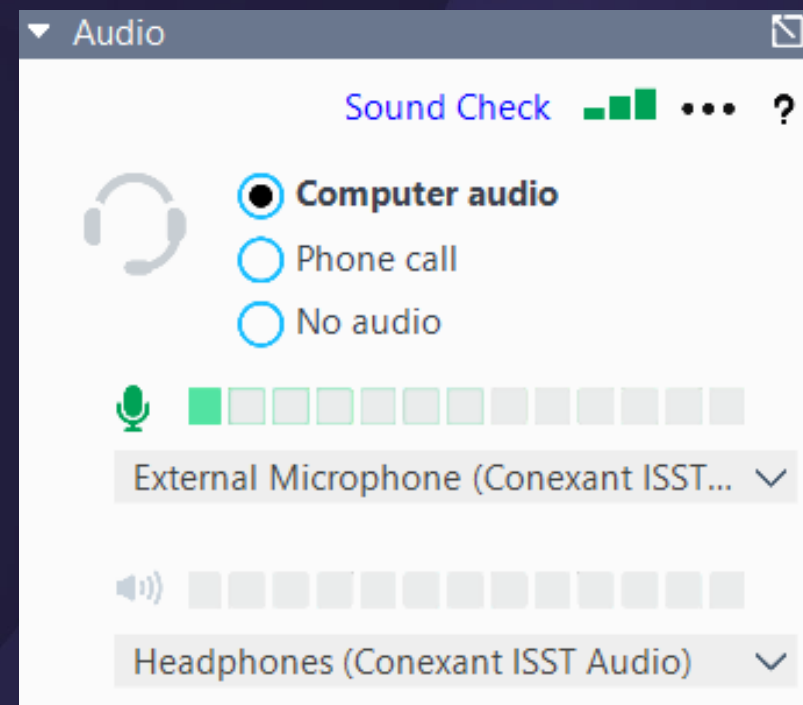 Audio
Sound Check ••• ?
Computer audio
Phone call
No audio
External Microphone (Conexant ISST...
Headphones (Conexant ISST Audio)